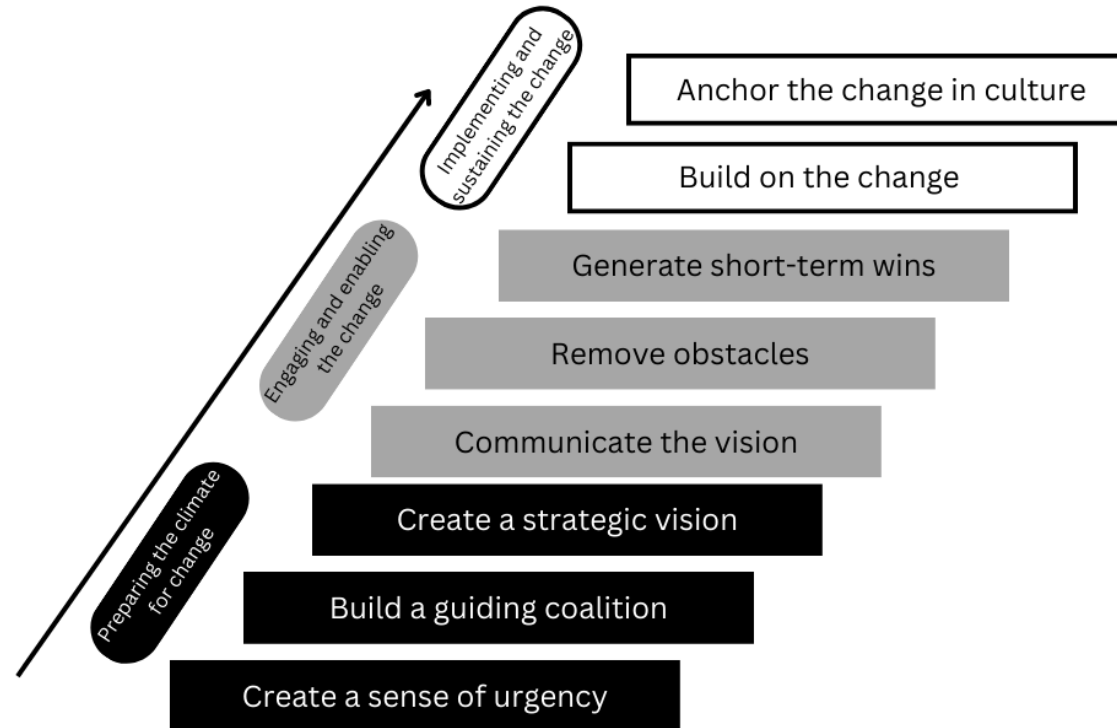 Implementing and
sustaining the change
Anchor the change in culture
Build on the change
Engaging and enabling
the change
Generate short-term wins
Remove obstacles
Communicate the vision
Preparing the climate
for change
Create a strategic vision
Build a guiding coalition
Create a sense of urgency